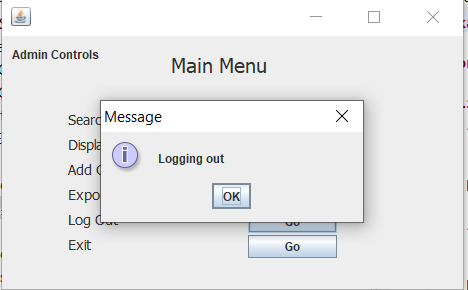 Admin Controls
Main Menu
Message
Logging out
OK
Log Out
Go
Exit
Go